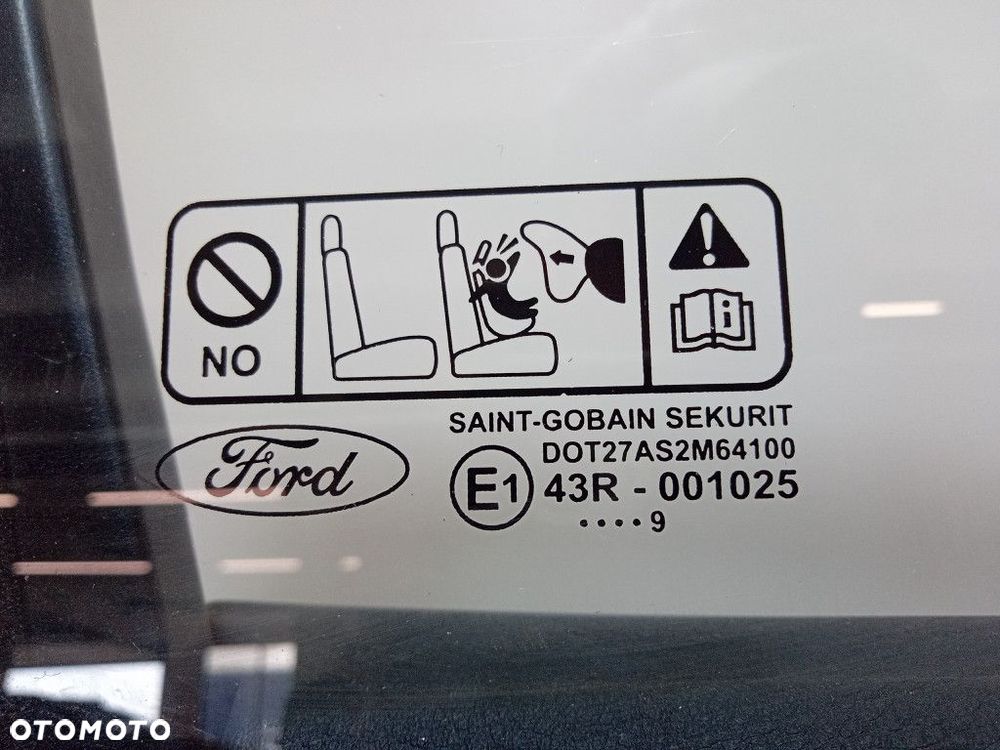 NO
SAINT-GOBAIN SEKURIT
DOT27AS2M64100
Ford
E1 43R - 001025
....9
i
OTOMOTO